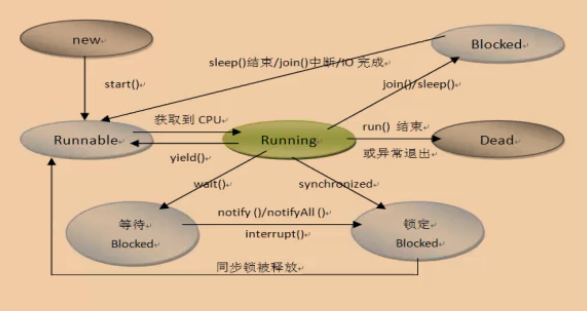 new
Blocked
sleep()结束/join()中断/IO 完成
start()
join()/sleep()
获取到 CPU
run() 结束
Runnable
Running
Dead
yield()
或异常退出
wait()
synchronized
等待
Blocked
notify ()/notifyAll ()
interrupt()
锁定
Blocked
同步锁被释放